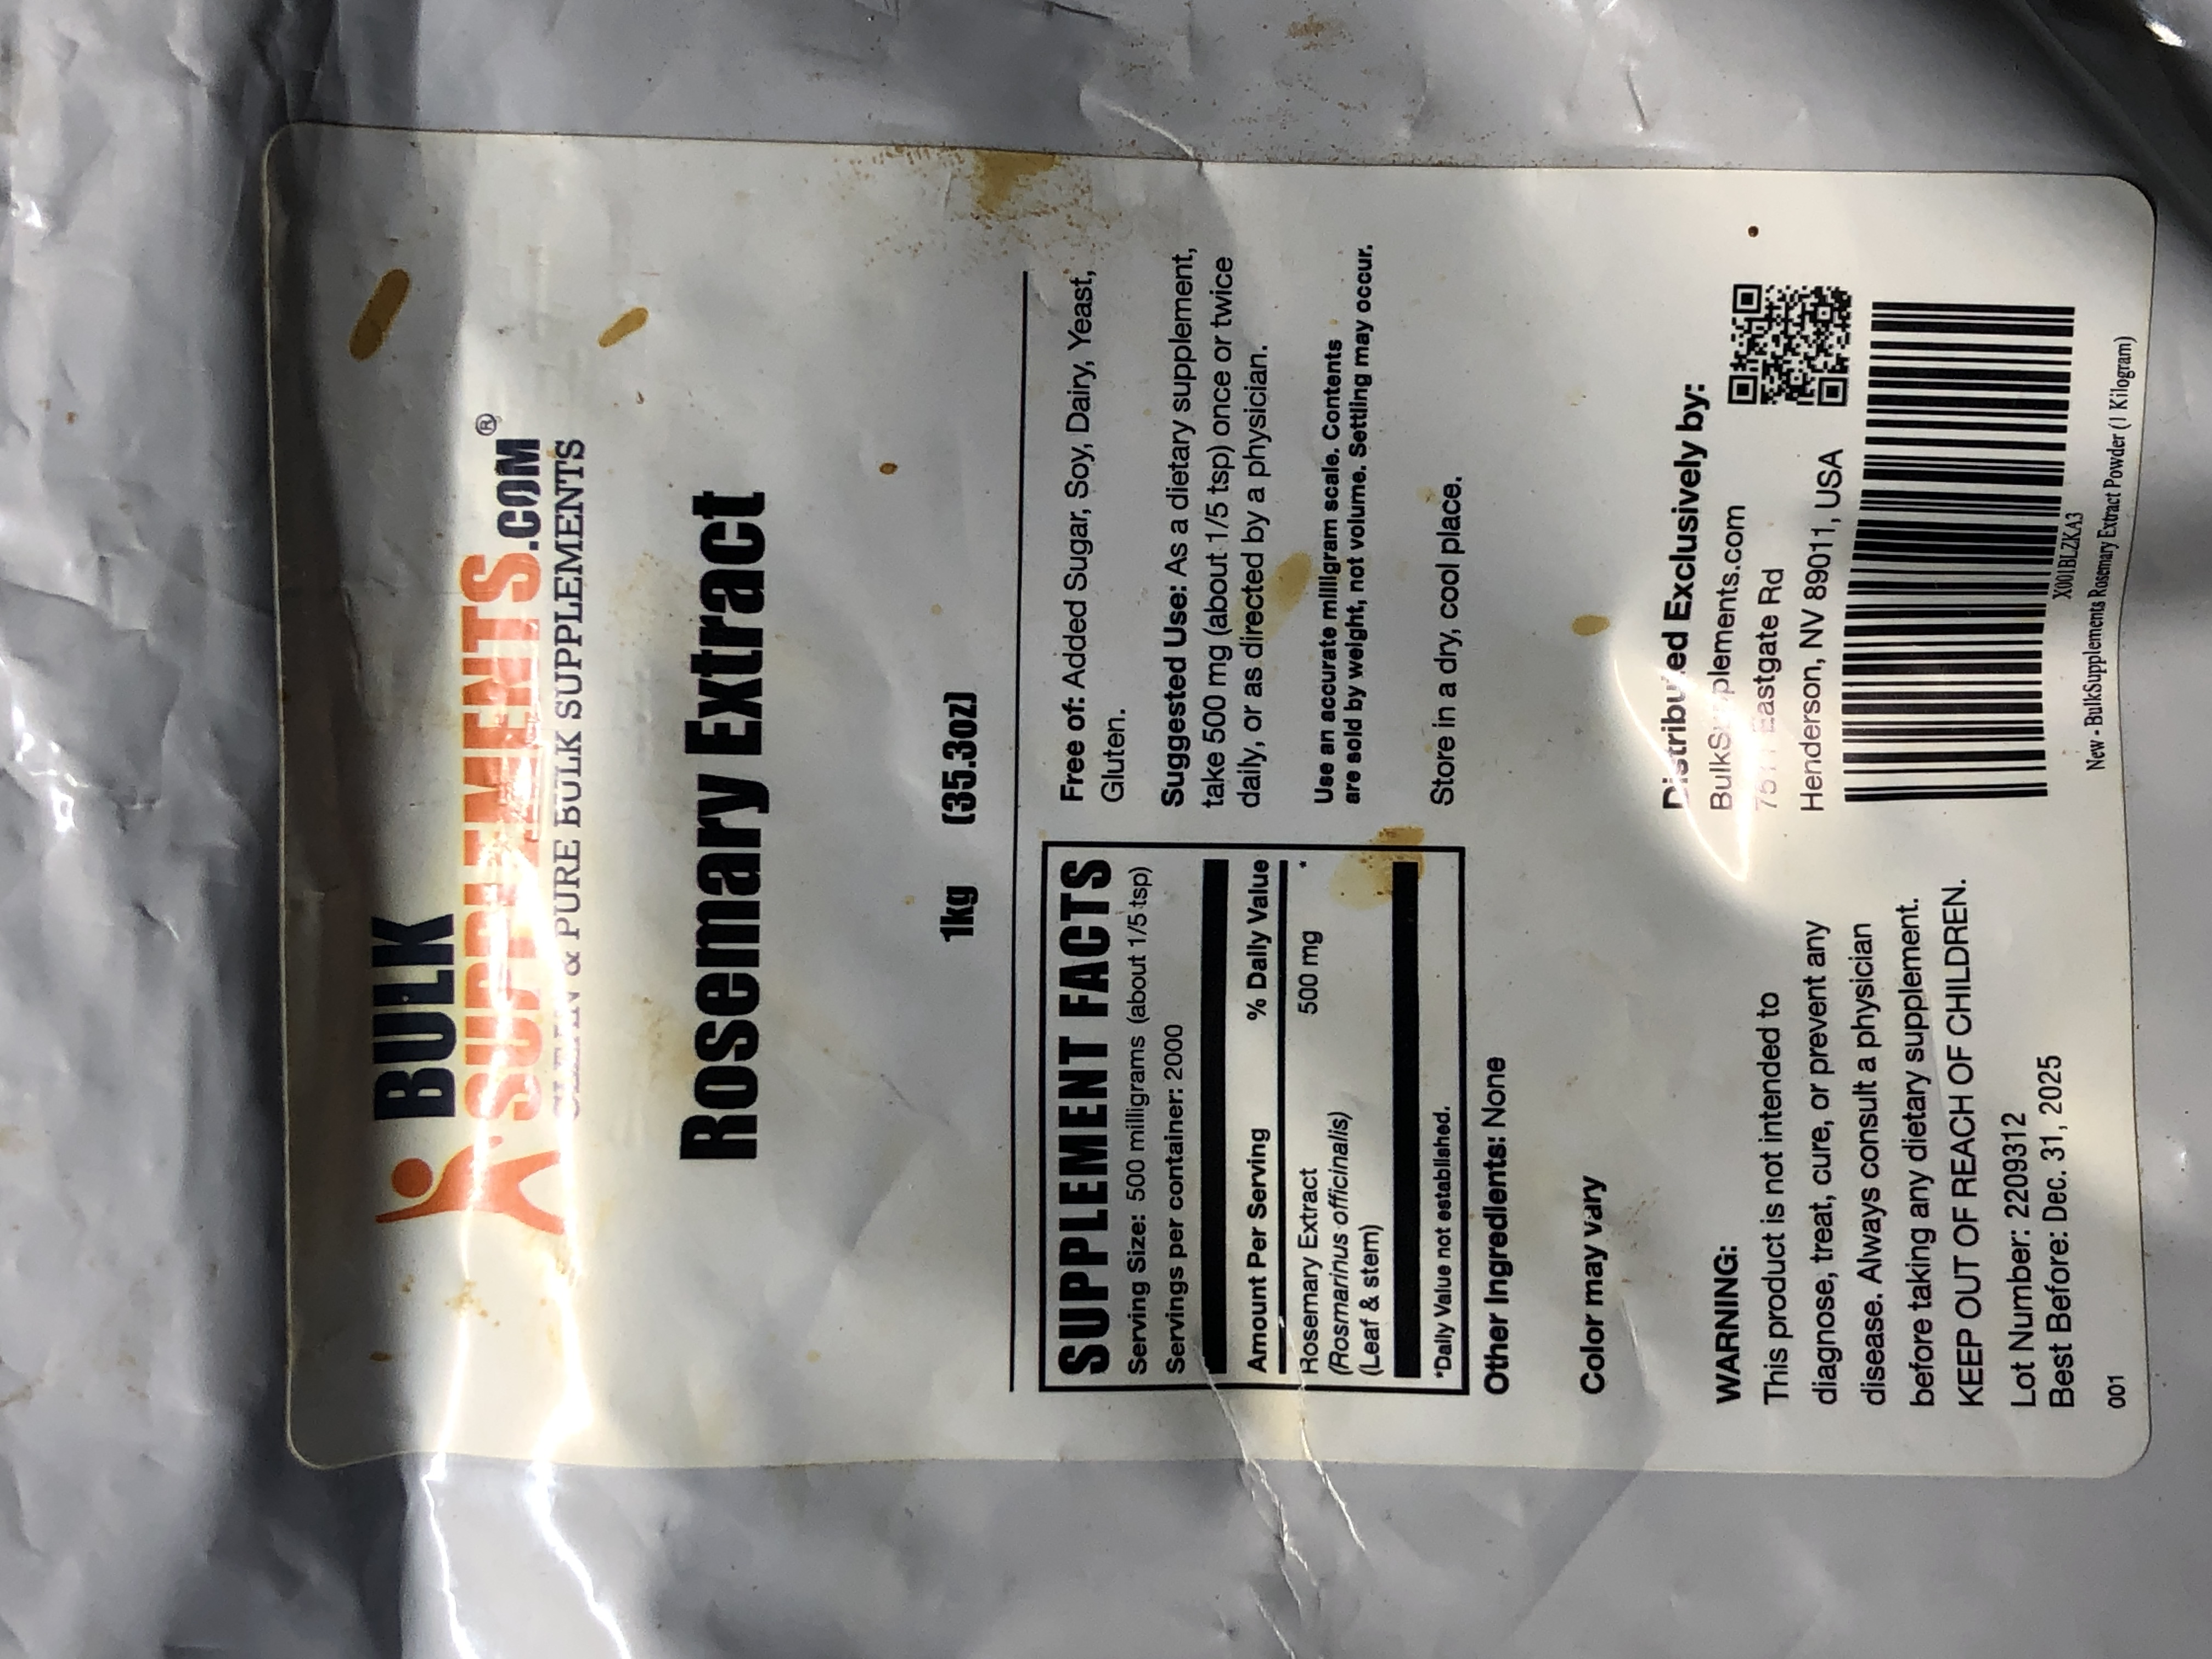 BULK
SUPPLEMENTS.COM®
CLEAN & PURE BULK SUPPLEMENTS
Rosemary Extract
1kg (35.3oz)
SUPPLEMENT FACTS
Serving Size: 500 milligrams (about 1/5 tsp)
Servings per container: 2000
Amount Per Serving % Daily Value
Rosemary Extract 500 mg *
(Rosmarinus officinalis)
(Leaf & stem)
*Daily Value not established.
Other Ingredients: None
Color may vary
Free of: Added Sugar, Soy, Dairy, Yeast,
Gluten.
Suggested Use: As a dietary supplement,
take 500 mg (about 1/5 tsp) once or twice
daily, or as directed by a physician.
Use an accurate milligram scale. Contents
are sold by weight, not volume. Settling may occur.
Store in a dry, cool place.
WARNING:
This product is not intended to
diagnose, treat, cure, or prevent any
disease. Always consult a physician
before taking any dietary supplement.
KEEP OUT OF REACH OF CHILDREN.
Lot Number: 2209312
Best Before: Dec. 31, 2025
001
Distributed Exclusively by:
BulkSupplements.com
Eastgate Rd
Henderson, NV 89011, USA
X001BLZKA3
New - BulkSupplements Rosemary Extract Powder (1 Kilogram)